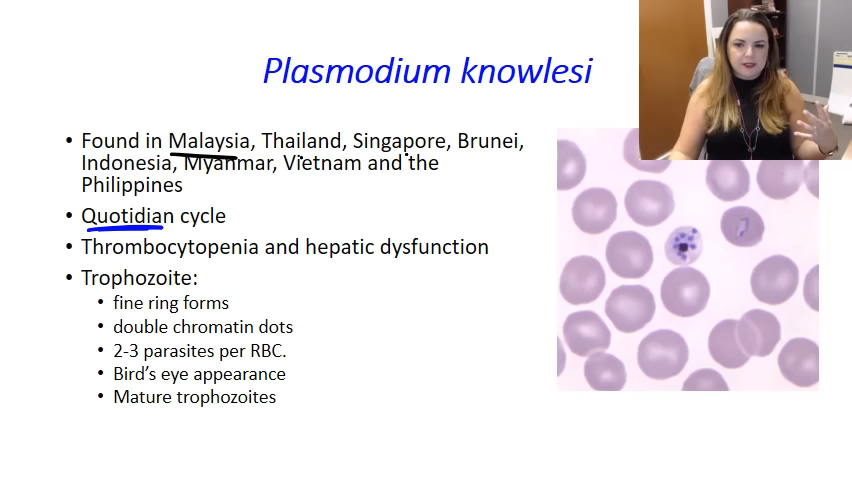 Plasmodium knowlesi
• Found in Malaysia, Thailand, Singapore, Brunei,
Indonesia, Myanmar, Vietnam and the
Philippines
• Quotidian cycle
• Thrombocytopenia and hepatic dysfunction
• Trophozoite:
• fine ring forms
• double chromatin dots
• 2-3 parasites per RBC.
• Bird’s eye appearance
• Mature trophozoites